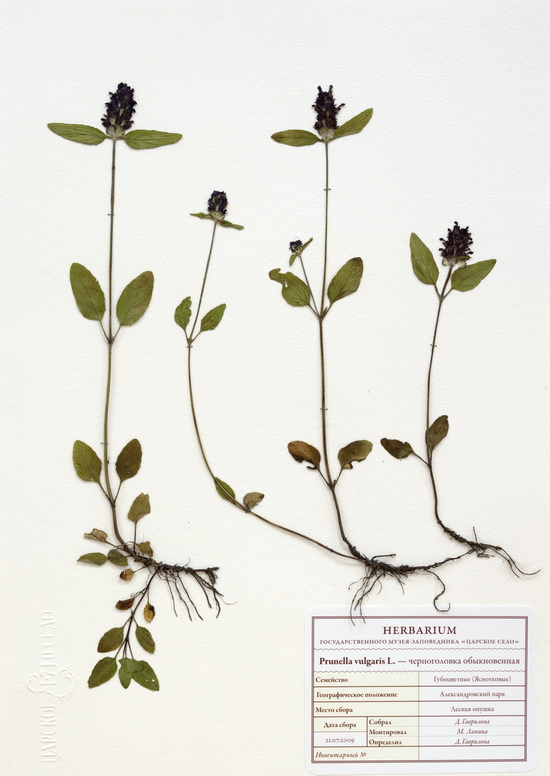 HERBARIUM
ГОСУДАРСТВЕННОГО МУЗЕЯ-ЗАПОВЕДНИКА «ЦАРСКОЕ СЕЛО»
Prunella vulgaris L. — черноголовка обыкновенная
Семейство Губоцветные (Яснотковые)
Географическое положение Александровский парк
Место сбора Лесная опушка
Дата сбора Собрал Д. Гаврилова
Монтировал М. Лапина
21.07.2009 Определил Д. Гаврилова
Инвентарный №
ЦАРСКОЕ СЕЛО